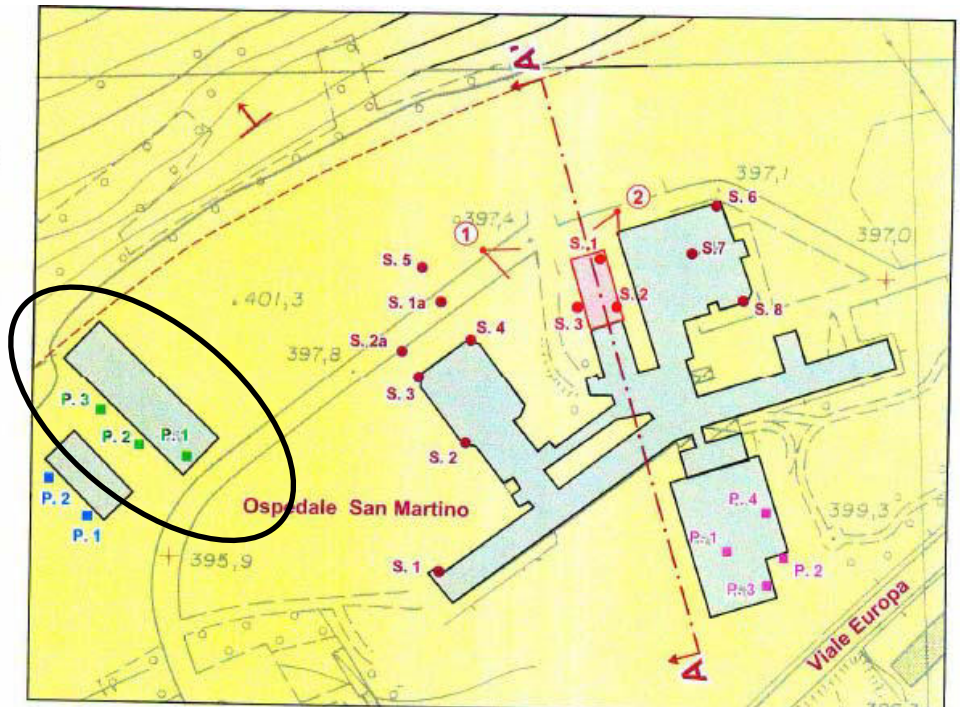 A'
397,1
S. 6
397,4
2
1
397,0
S. 1
S.7
S. 5
401,3
S. 1a
S. 3
S. 2
S. 8
S. 2a
S. 4
397,8
S. 3
P. 3
P. 2
P. 1
S. 2
P. 2
Ospedale San Martino
P. 4
399,3
P. 1
P. 1
395,9
S. 1
P. 2
P. 3
Viale Europa
A